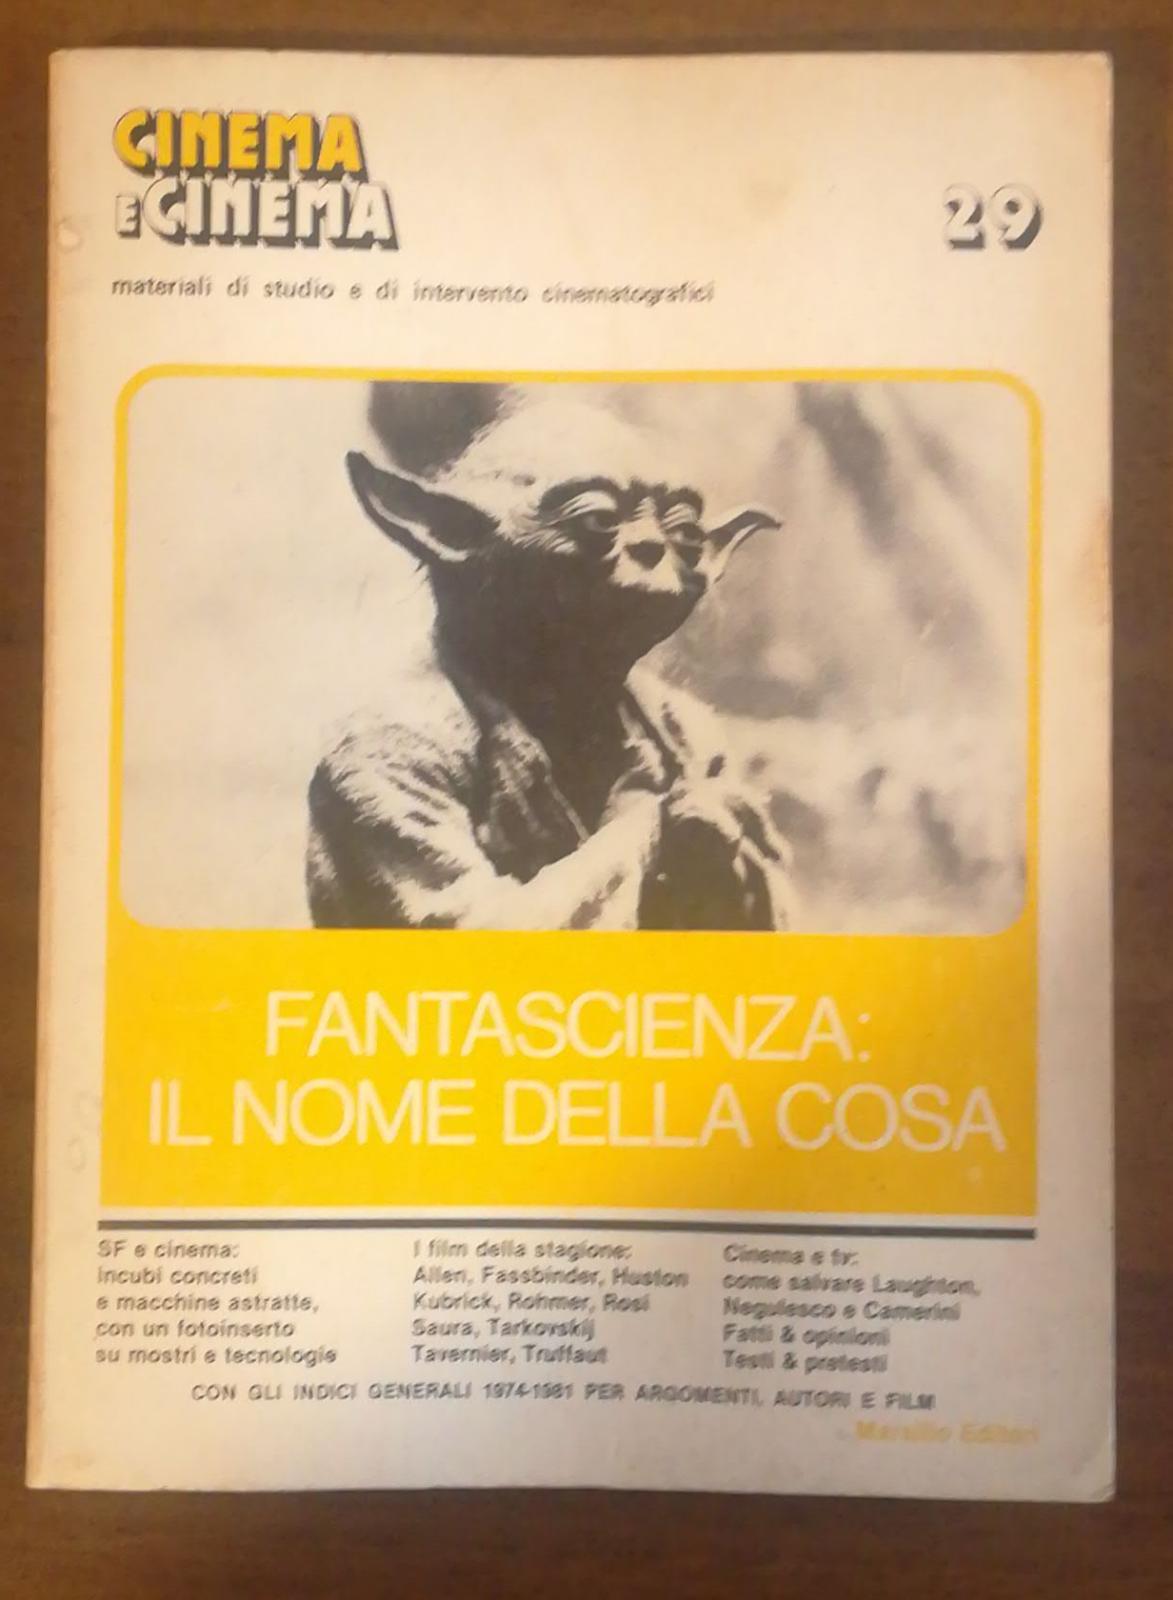 CINEMA
E CINEMA
29
materiali di studio e di intervento cinematografici
FANTASCIENZA:
IL NOME DELLA COSA
SF e cinema:
incubi concreti
e macchine astratte,
con un fotoinserto
su mostri e tecnologie
I film della stagione:
Allen, Fassbinder, Huston
Kubrick, Rohmer, Rosi
Saura, Tarkovskij
Tavernier, Truffaut
Cinema e tv:
come salvare Laughton,
Negulesco e Camerini
Fatti & opinioni
Testi & pretesti
CON GLI INDICI GENERALI 1974-1981 PER ARGOMENTI, AUTORI E FILM
Marsilio Editori